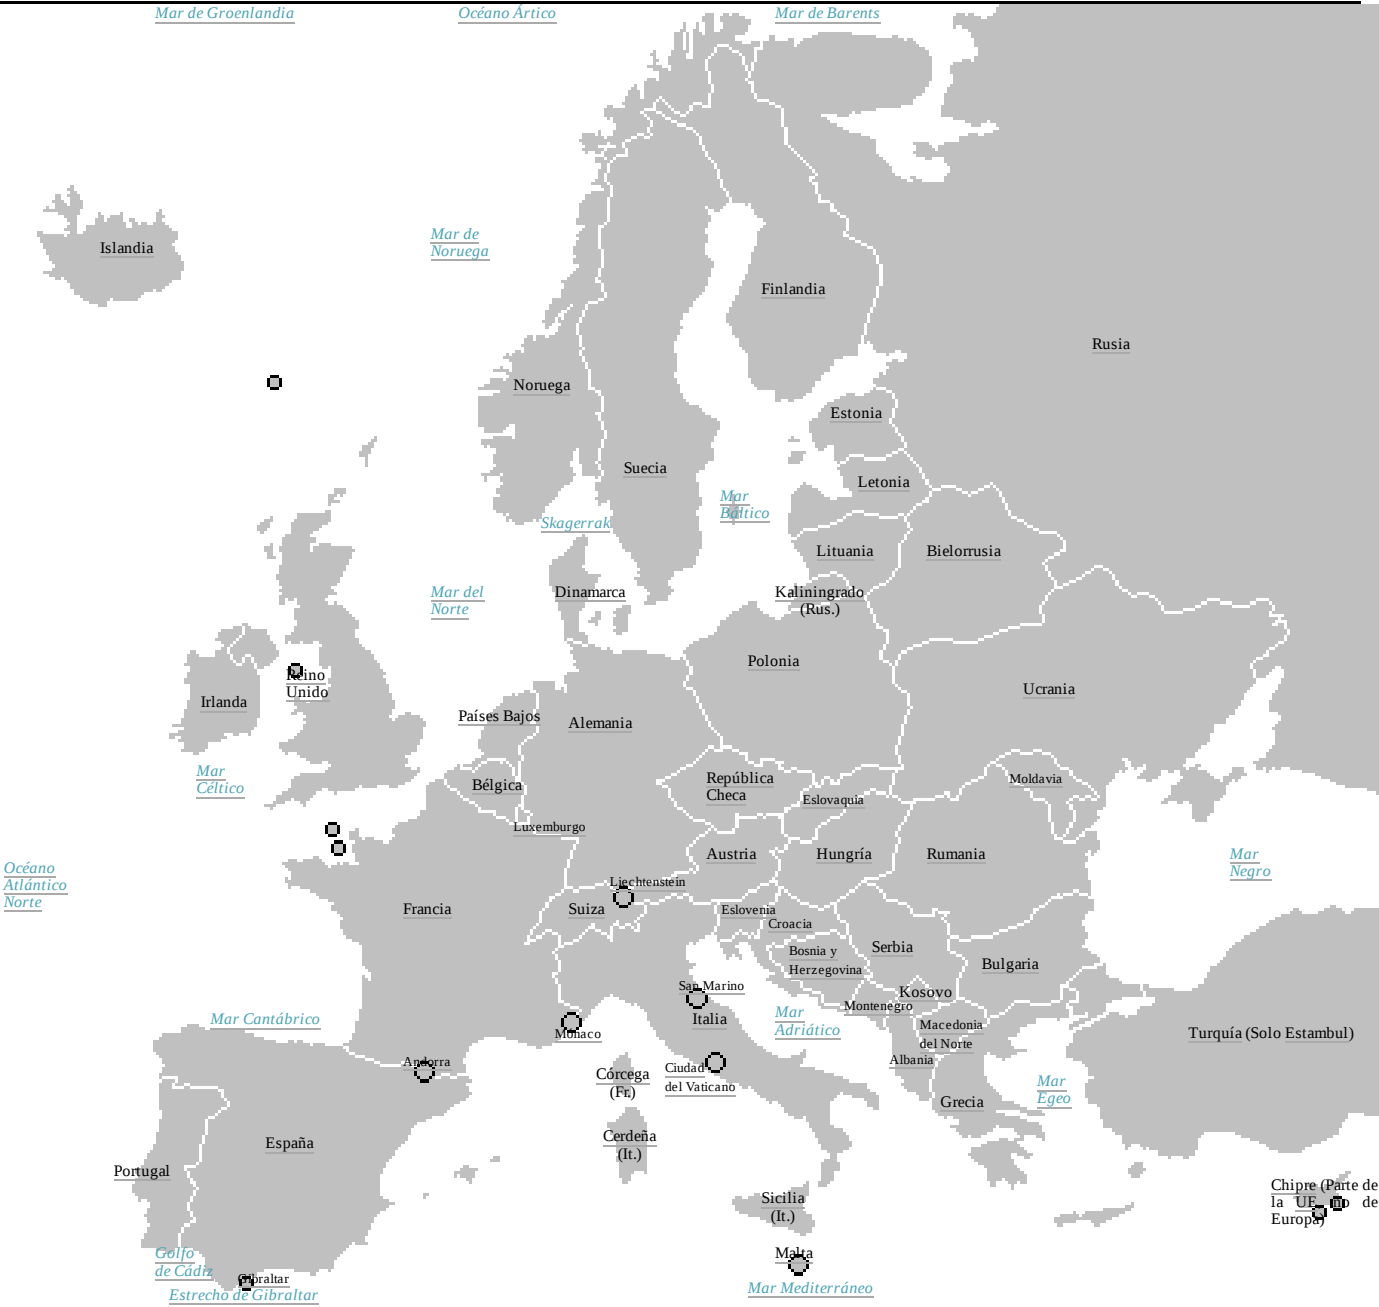 Mar de Groenlandia
Océano Ártico
Mar de Barents
Mar de
Noruega
Islandia
Finlandia
Rusia
Noruega
Estonia
Suecia
Letonia
Mar
Báltico
Skagerrak
Lituania
Bielorrusia
Mar del
Norte
Dinamarca
Kaliningrado
(Rus.)
Polonia
Reino
Unido
Irlanda
Ucrania
Países Bajos
Alemania
Mar
Céltico
Bélgica
República
Checa
Moldavia
Eslovaquia
Luxemburgo
Austria
Hungría
Rumania
Mar
Negro
Océano
Atlántico
Norte
Liechtenstein
Francia
Suiza
Eslovenia
Croacia
Bosnia y
Herzegovina
Serbia
Bulgaria
San Marino
Kosovo
Montenegro
Mar Cantábrico
Italia
Mar
Adriático
Macedonia
del Norte
Mónaco
Turquía (Solo Estambul)
Andorra
Albania
Córcega
(Fr.)
Ciudad
del Vaticano
Mar
Egeo
Grecia
España
Cerdeña
(It.)
Portugal
Sicilia
(It.)
Chipre (Parte de
la UE, no de
Europa)
Golfo
de Cádiz
Gibraltar
Malta
Estrecho de Gibraltar
Mar Mediterráneo